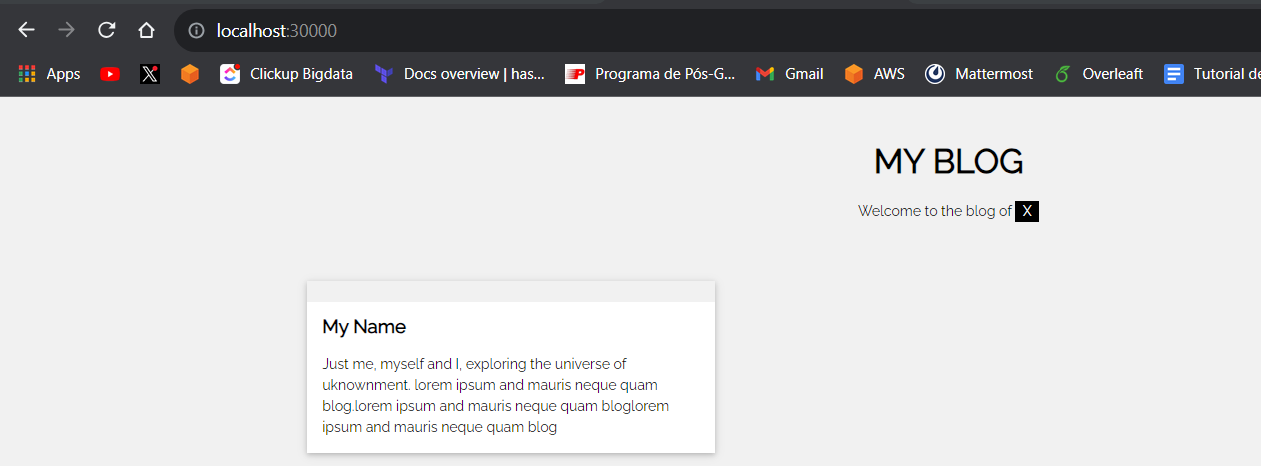 localhost:30000
Apps Clickup Bigdata Docs overview | has... Programa de Pós-G... Gmail AWS Mattermost Overleaft Tutorial de
MY BLOG
Welcome to the blog of X
My Name
Just me, myself and I, exploring the universe of
uknownment. lorem ipsum and mauris neque quam
blog.lorem ipsum and mauris neque quam bloglorem
ipsum and mauris neque quam blog